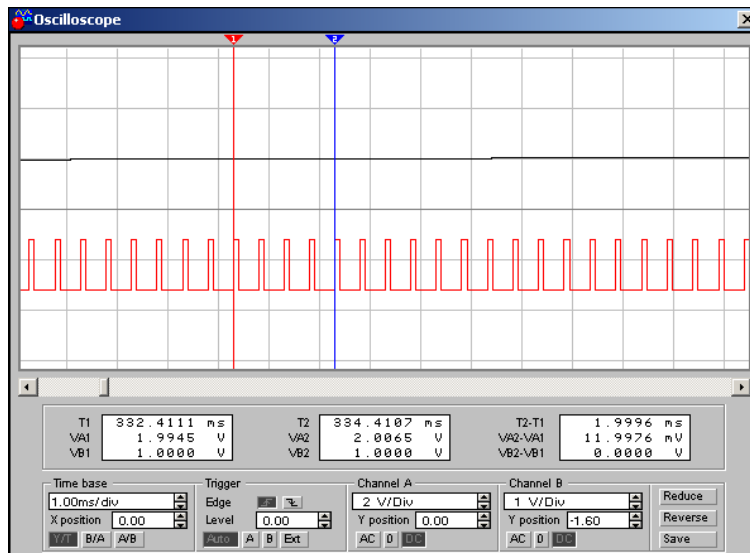 Oscilloscope
1 2
T1 332.4111 ms T2 334.4107 ms T2-T1 1.9996 ms
VA1 1.9945 V VA2 2.0065 V VA2-VA1 11.9976 mV
VB1 1.0000 V VB2 1.0000 V VB2-VB1 0.0000 V
Time base Trigger Channel A Channel B
1.00ms/div Edge 2 V/Div 1 V/Div Reduce
X position 0.00 Level 0.00 Y position 0.00 Y position -1.60 Reverse
Y/T B/A A/B Auto A B Ext AC 0 DC AC 0 DC Save